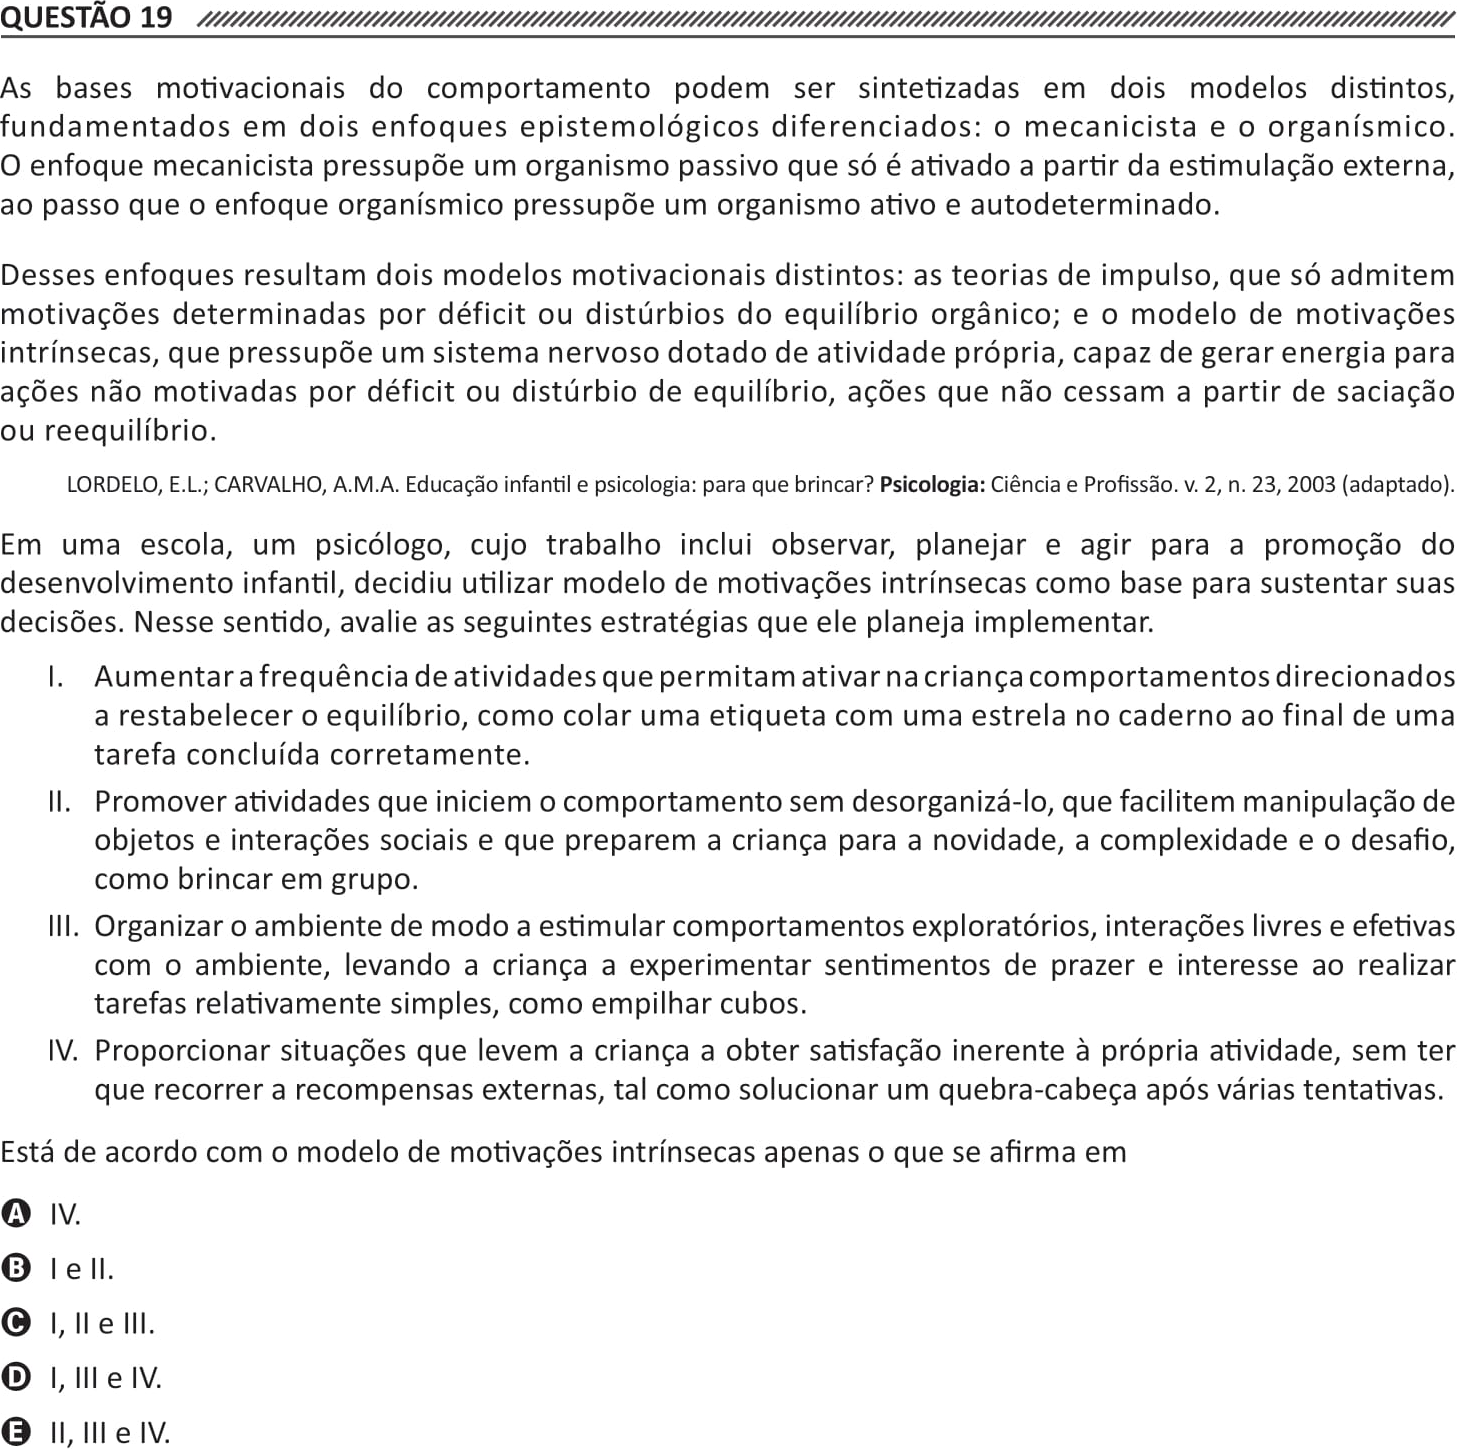 QUESTÃO 19
As bases motivacionais do comportamento podem ser sintetizadas em dois modelos distintos,
fundamentados em dois enfoques epistemológicos diferenciados: o mecanicista e o organísmico.
O enfoque mecanicista pressupõe um organismo passivo que só é ativado a partir da estimulação externa,
ao passo que o enfoque organísmico pressupõe um organismo ativo e autodeterminado.
Desses enfoques resultam dois modelos motivacionais distintos: as teorias de impulso, que só admitem
motivações determinadas por déficit ou distúrbios do equilíbrio orgânico; e o modelo de motivações
intrínsecas, que pressupõe um sistema nervoso dotado de atividade própria, capaz de gerar energia para
ações não motivadas por déficit ou distúrbio de equilíbrio, ações que não cessam a partir de saciação
ou reequilíbrio.
LORDELO, E.L.; CARVALHO, A.M.A. Educação infantil e psicologia: para que brincar? Psicologia: Ciência e Profissão. v. 2, n. 23, 2003 (adaptado).
Em uma escola, um psicólogo, cujo trabalho inclui observar, planejar e agir para a promoção do
desenvolvimento infantil, decidiu utilizar modelo de motivações intrínsecas como base para sustentar suas
decisões. Nesse sentido, avalie as seguintes estratégias que ele planeja implementar.
I. Aumentar a frequência de atividades que permitam ativar na criança comportamentos direcionados
a restabelecer o equilíbrio, como colar uma etiqueta com uma estrela no caderno ao final de uma
tarefa concluída corretamente.
II. Promover atividades que iniciem o comportamento sem desorganizá-lo, que facilitem manipulação de
objetos e interações sociais e que preparem a criança para a novidade, a complexidade e o desafio,
como brincar em grupo.
III. Organizar o ambiente de modo a estimular comportamentos exploratórios, interações livres e efetivas
com o ambiente, levando a criança a experimentar sentimentos de prazer e interesse ao realizar
tarefas relativamente simples, como empilhar cubos.
IV. Proporcionar situações que levem a criança a obter satisfação inerente à própria atividade, sem ter
que recorrer a recompensas externas, tal como solucionar um quebra-cabeça após várias tentativas.
Está de acordo com o modelo de motivações intrínsecas apenas o que se afirma em
A IV.
B I e II.
C I, II e III.
D I, III e IV.
E II, III e IV.